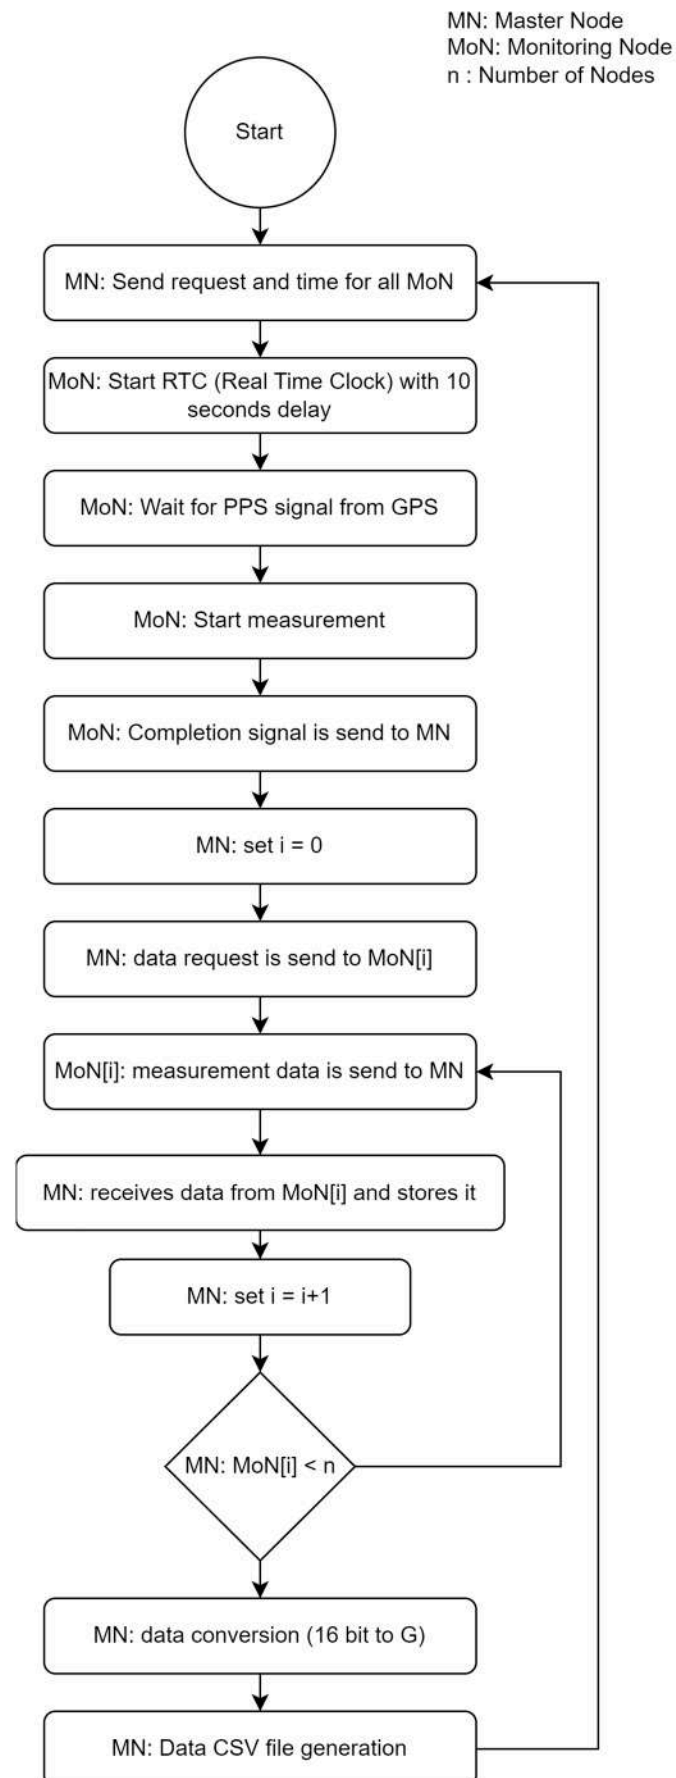 MN: Master Node
MoN: Monitoring Node
n : Number of Nodes
Start
MN: Send request and time for all MoN
MoN: Start RTC (Real Time Clock) with 10
seconds delay
MoN: Wait for PPS signal from GPS
MoN: Start measurement
MoN: Completion signal is send to MN
MN: set i = 0
MN: data request is send to MoN[i]
MoN[i]: measurement data is send to MN
MN: receives data from MoN[i] and stores it
MN: set i = i+1
MN: MoN[i] < n
MN: data conversion (16 bit to G)
MN: Data CSV file generation